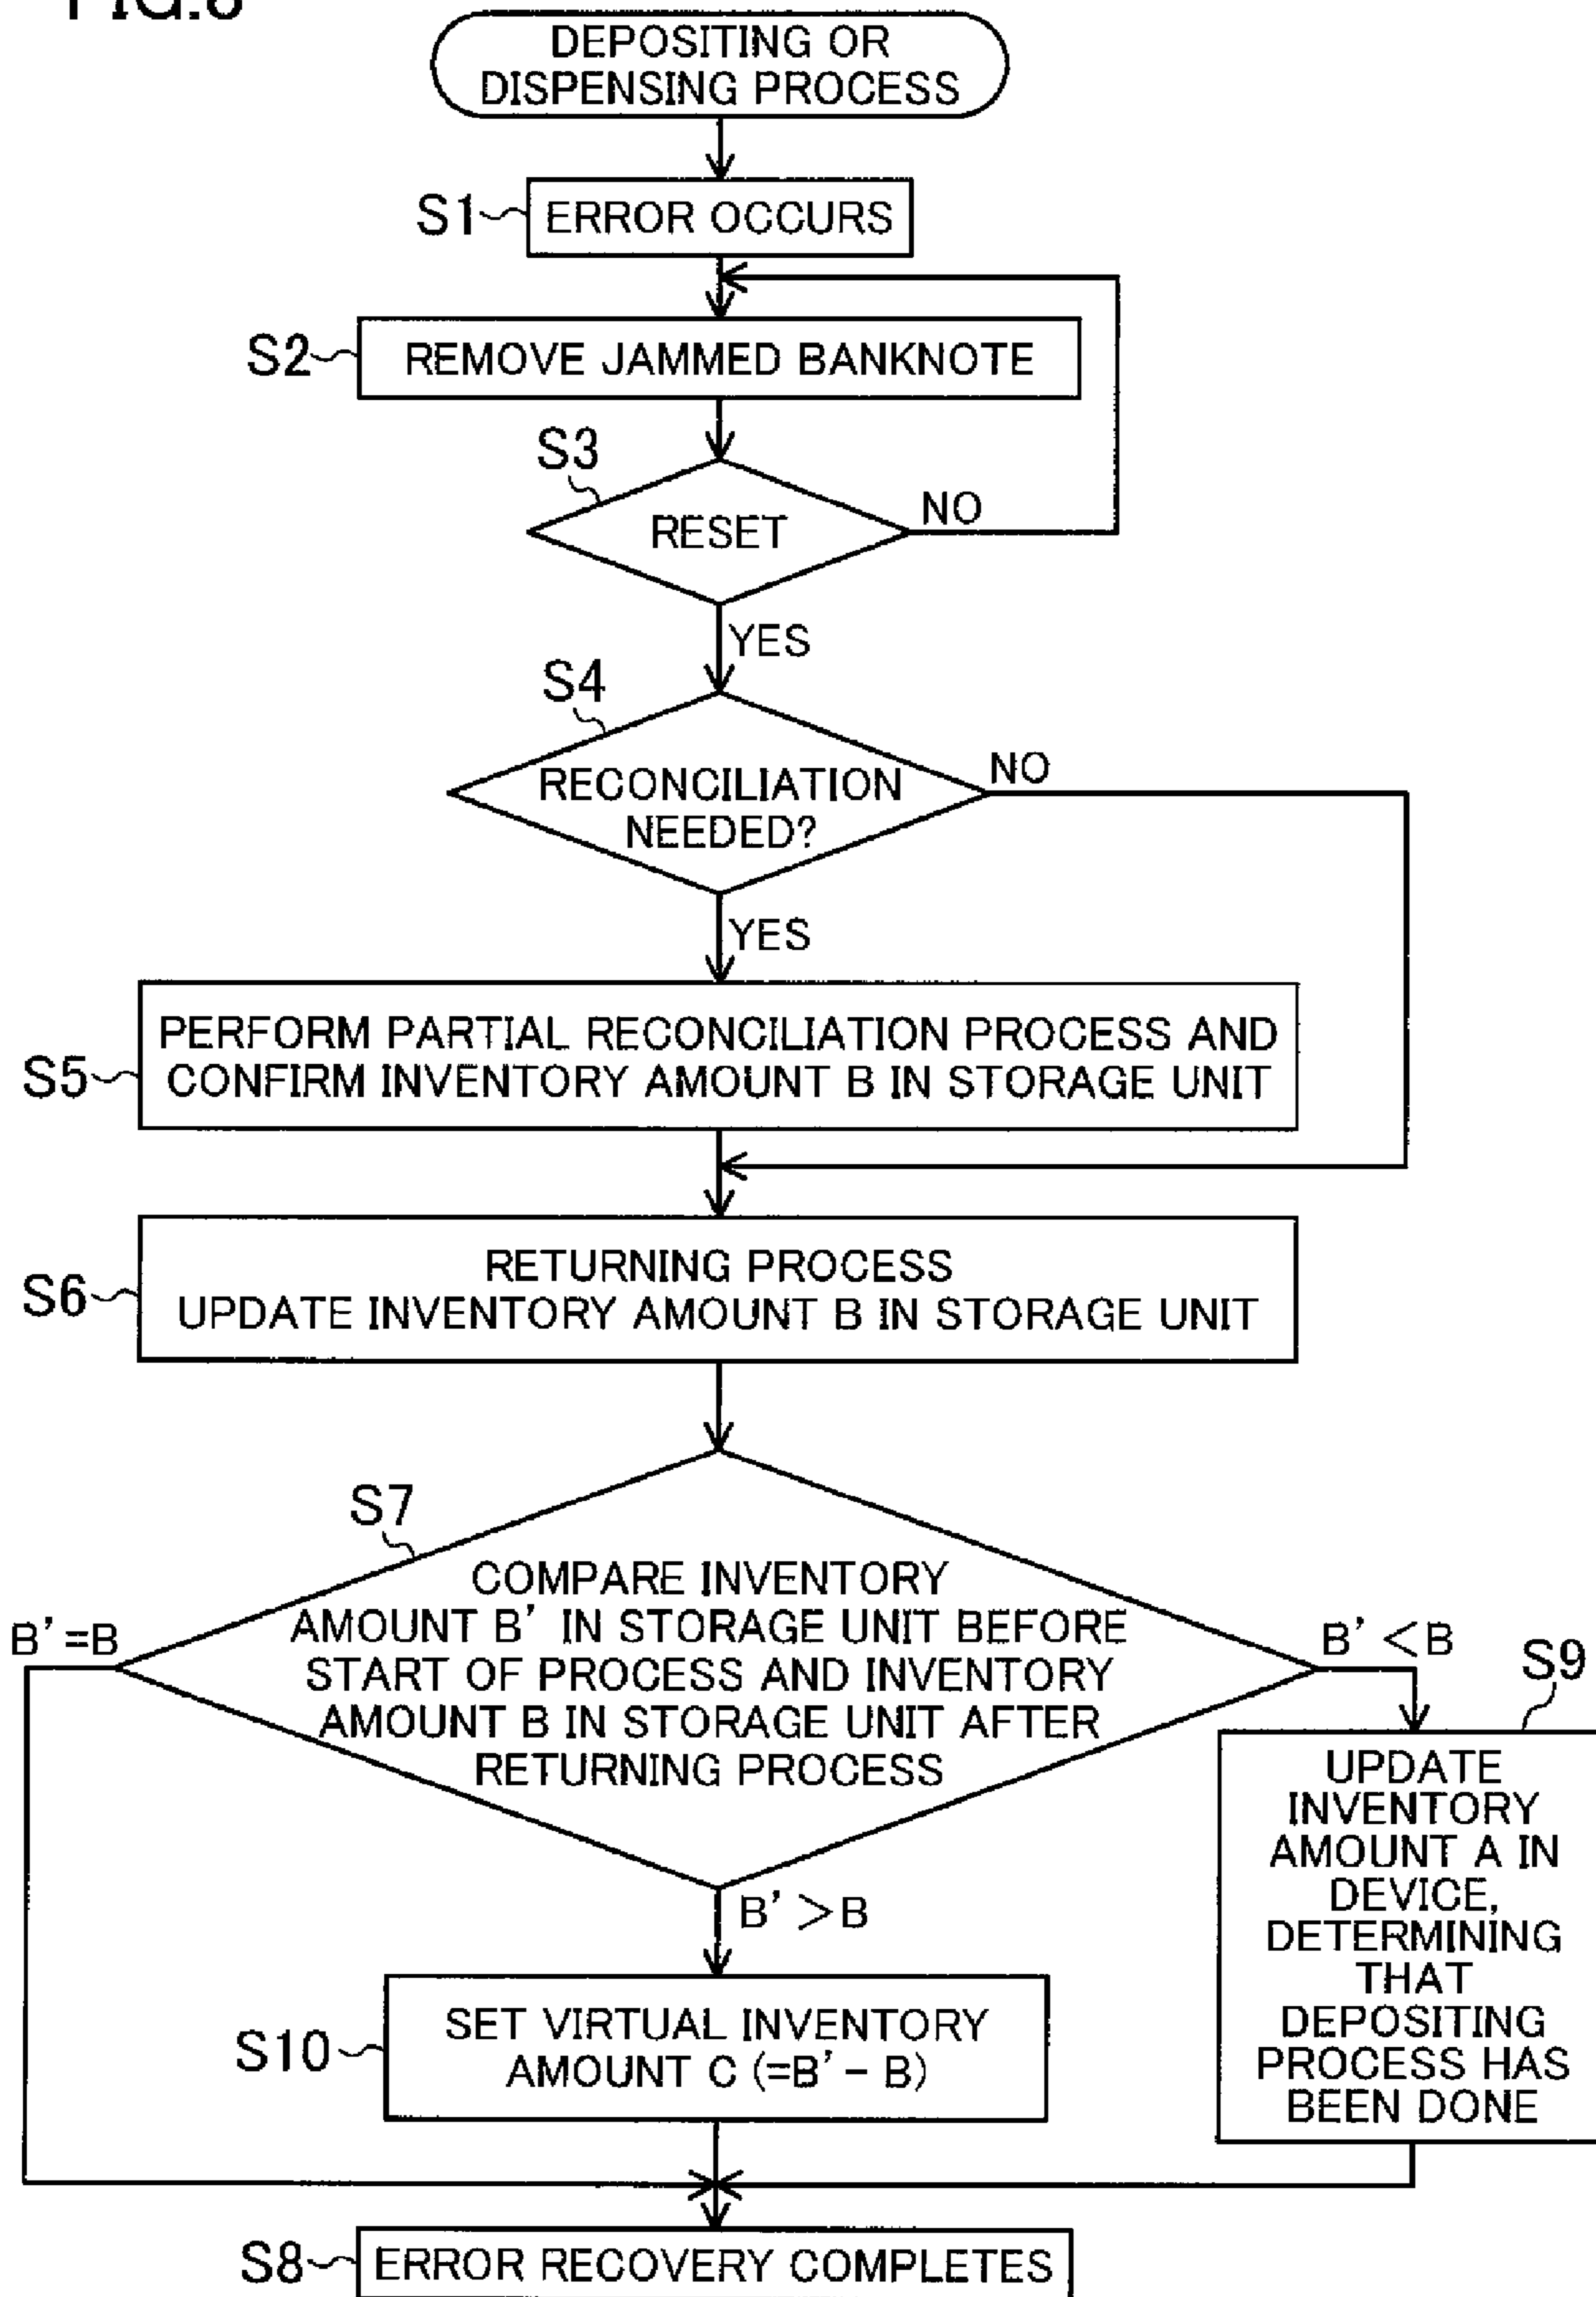 FIG.8
DEPOSITING OR
DISPENSING PROCESS
S1
ERROR OCCURS
S2
REMOVE JAMMED BANKNOTE
S3
RESET
NO
YES
S4
RECONCILIATION
NEEDED?
NO
YES
S5
PERFORM PARTIAL RECONCILIATION PROCESS AND
CONFIRM INVENTORY AMOUNT B IN STORAGE UNIT
S6
RETURNING PROCESS
UPDATE INVENTORY AMOUNT B IN STORAGE UNIT
S7
COMPARE INVENTORY
AMOUNT B' IN STORAGE UNIT BEFORE
START OF PROCESS AND INVENTORY
AMOUNT B IN STORAGE UNIT AFTER
RETURNING PROCESS
B'=B
B'<B
S9
UPDATE
INVENTORY
AMOUNT A IN
DEVICE,
DETERMINING
THAT
DEPOSITING
PROCESS HAS
BEEN DONE
B'>B
S10
SET VIRTUAL INVENTORY
AMOUNT C (=B' - B)
S8
ERROR RECOVERY COMPLETES